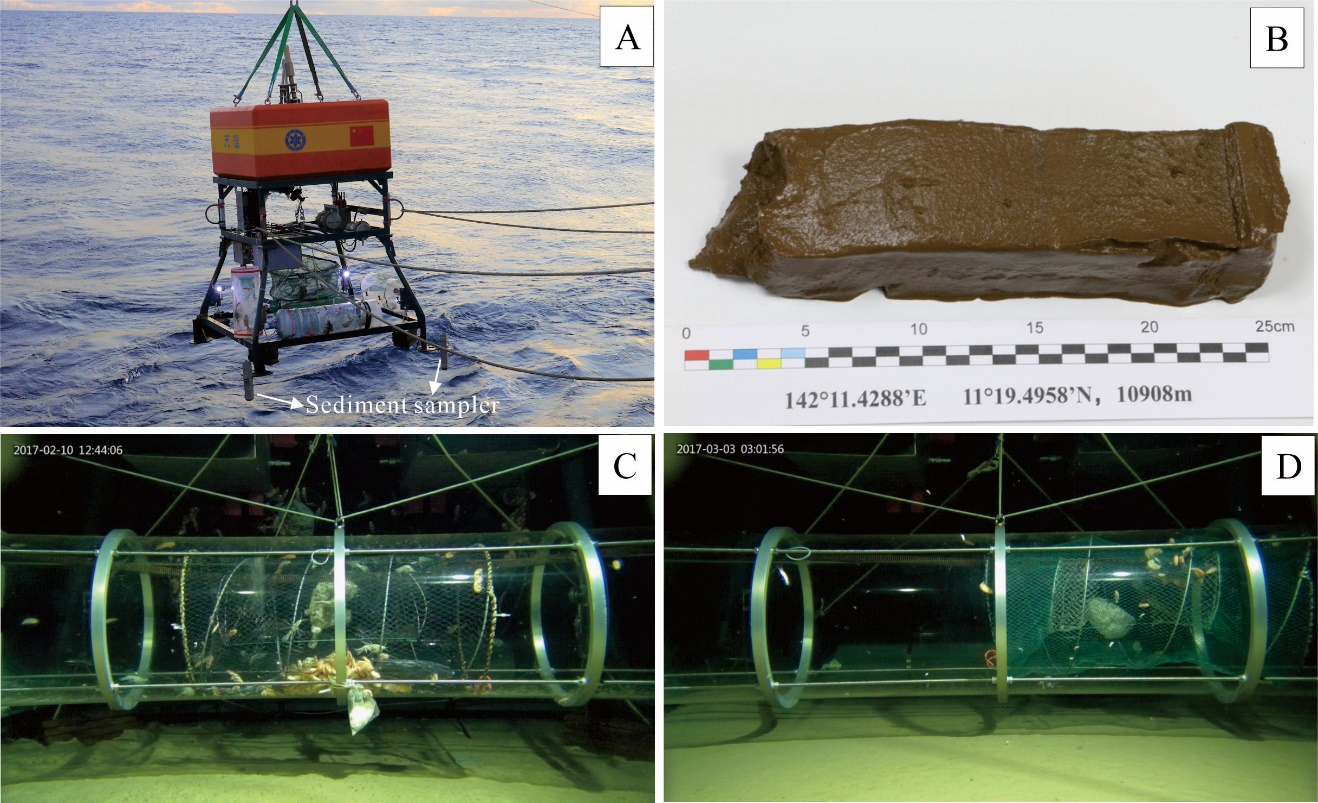 A
Sediment sampler
B
0 5 10 15 20 25cm
142°11.4288’E 11°19.4958’N, 10908m
2017-02-10 12:44:06
C
2017-03-03 03:01:56
D